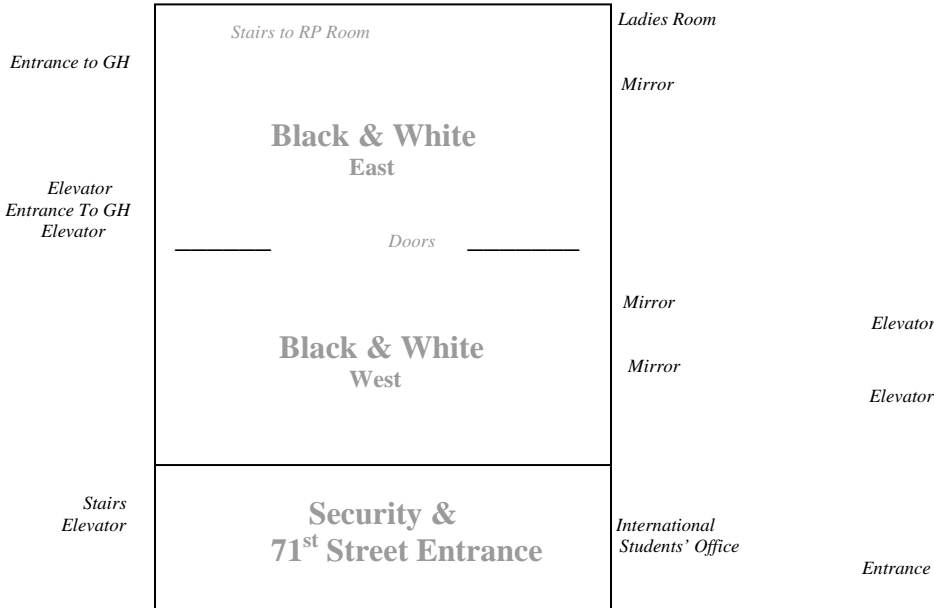 Ladies Room
Stairs to RP Room
Entrance to GH
Mirror
Black & White
East
Elevator
Entrance To GH
Elevator
Doors
Mirror
Elevator
Black & White
West
Mirror
Elevator
Stairs
Elevator
Security &
71st Street Entrance
International
Students’ Office
Entrance